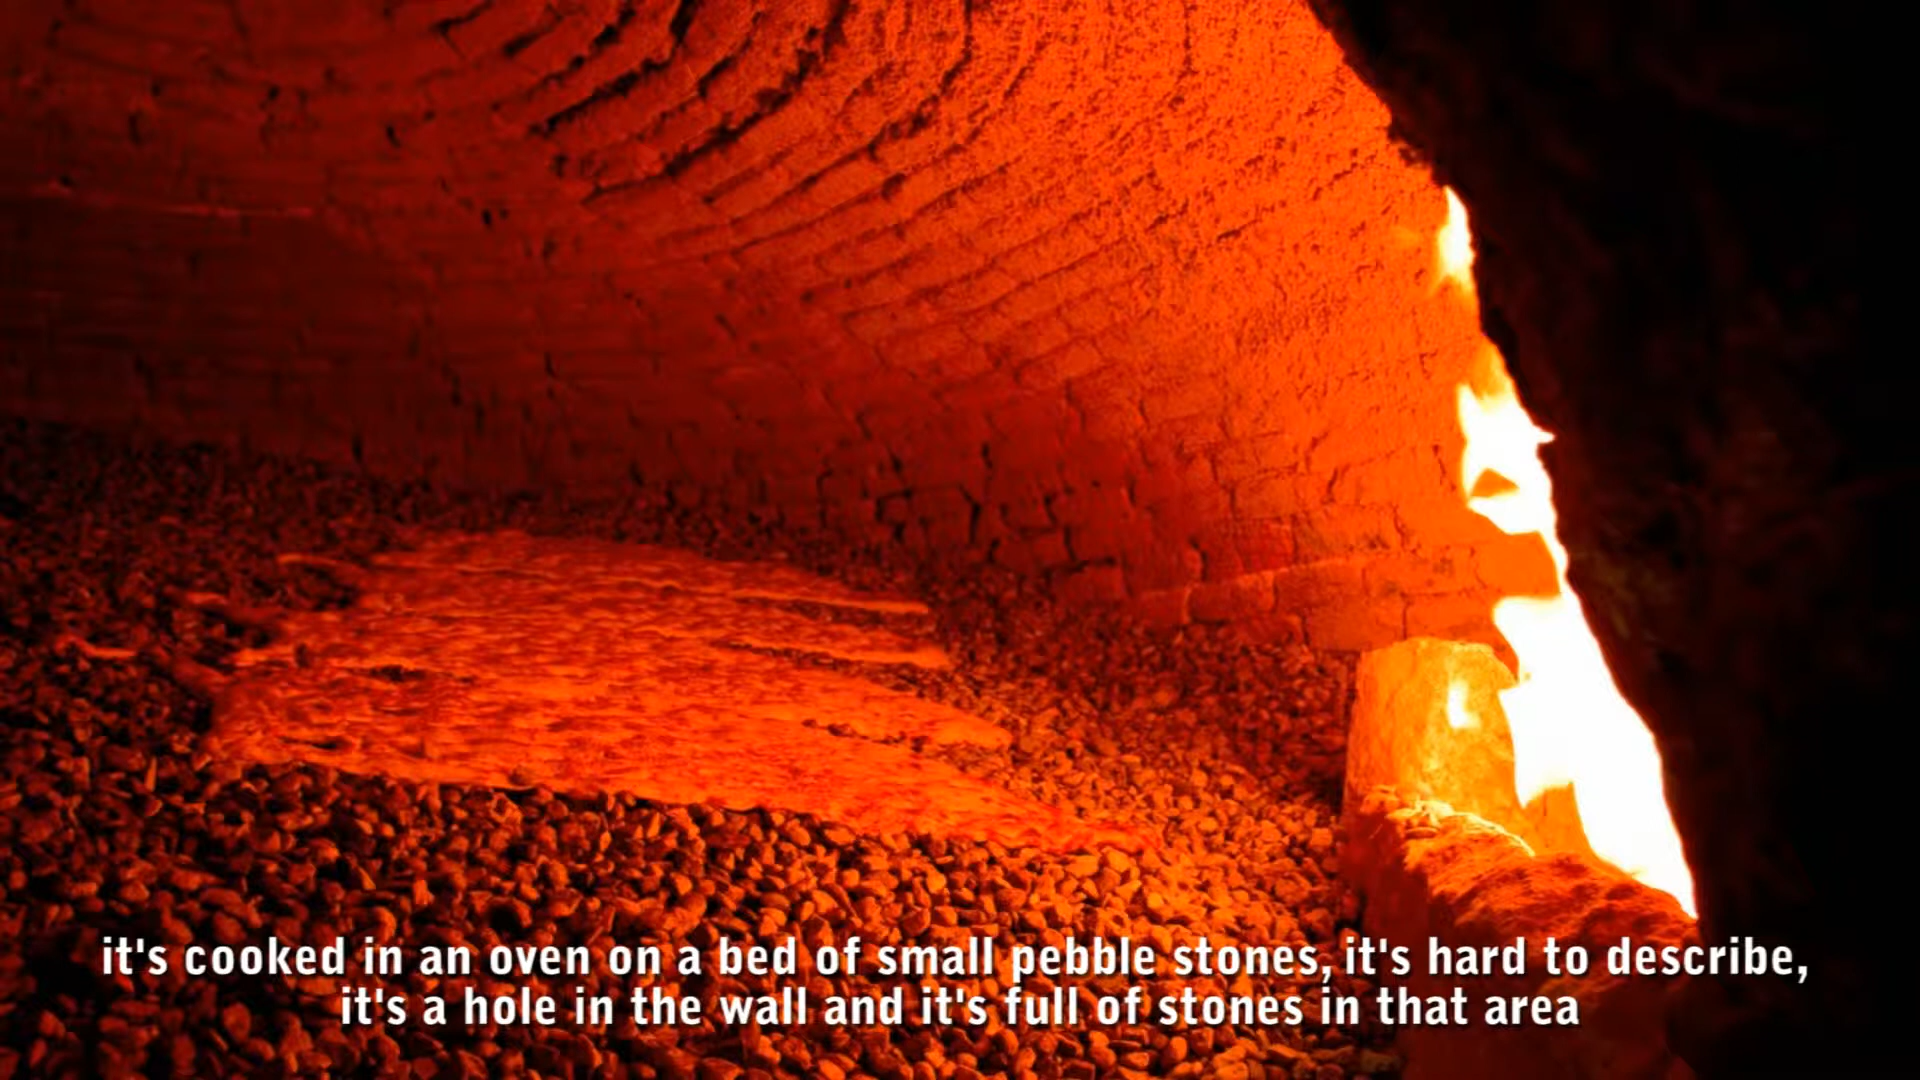 it's cooked in an oven on a bed of small pebble stones, it's hard to describe,
it's a hole in the wall and it's full of stones in that area